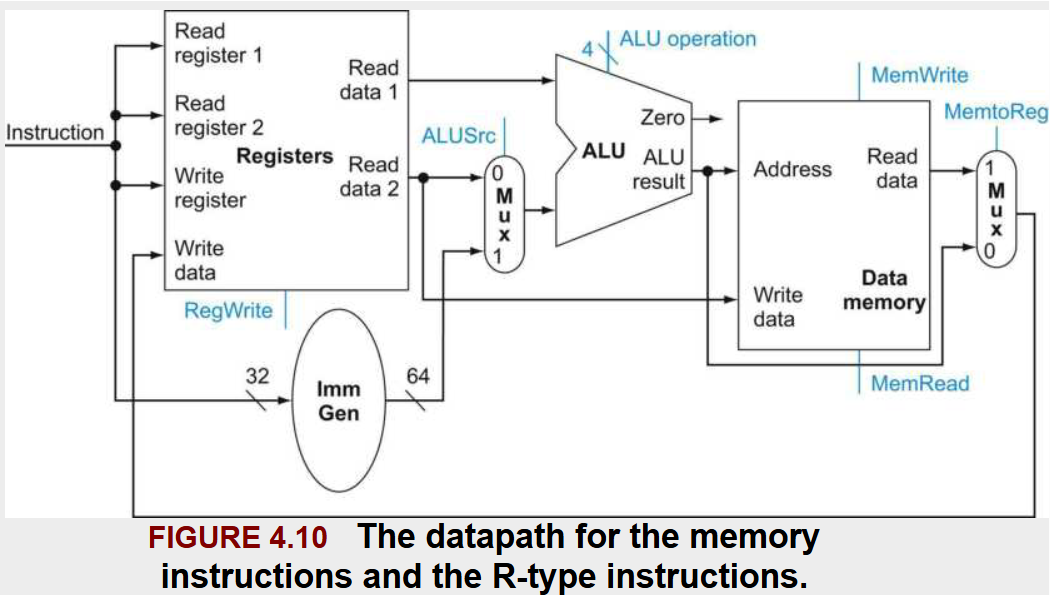 Instruction
Read
register 1
Read
register 2
Write
register
Write
data
Registers
Read
data 1
Read
data 2
RegWrite
32
Imm
Gen
64
ALUSrc
0
M
u
x
1
4
ALU operation
ALU
Zero
ALU
result
MemWrite
Address
Read
data
Write
data
Data
memory
MemRead
MemtoReg
1
M
u
x
0
FIGURE 4.10 The datapath for the memory
instructions and the R-type instructions.